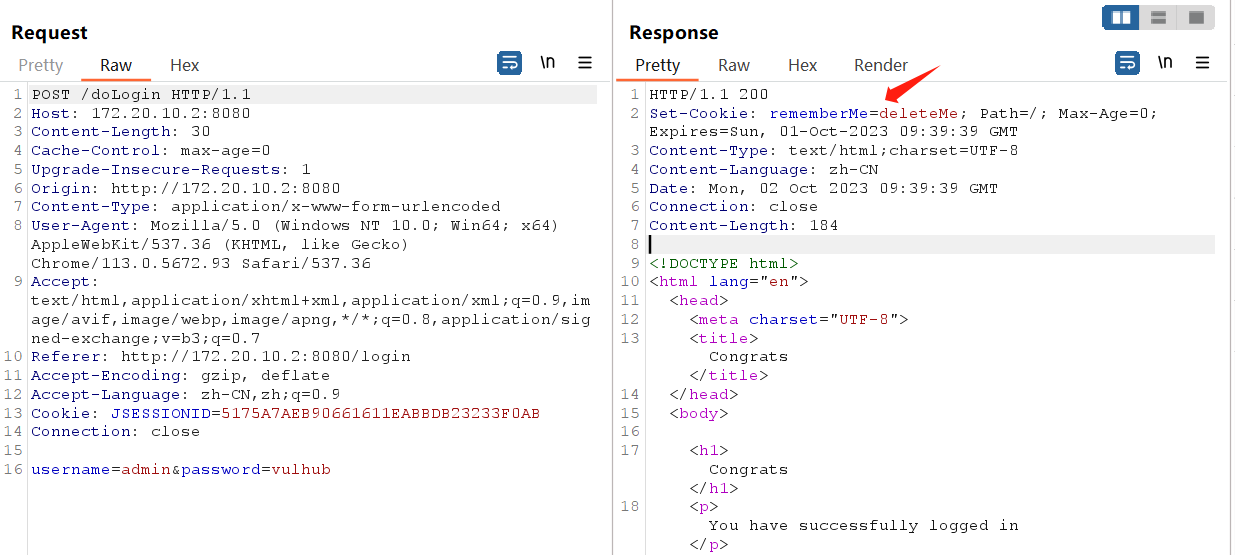 Request
Pretty Raw Hex \n
1 POST /doLogin HTTP/1.1
2 Host: 172.20.10.2:8080
3 Content-Length: 30
4 Cache-Control: max-age=0
5 Upgrade-Insecure-Requests: 1
6 Origin: http://172.20.10.2:8080
7 Content-Type: application/x-www-form-urlencoded
8 User-Agent: Mozilla/5.0 (Windows NT 10.0; Win64; x64)
AppleWebKit/537.36 (KHTML, like Gecko)
Chrome/113.0.5672.93 Safari/537.36
9 Accept:
text/html,application/xhtml+xml,application/xml;q=0.9,im
age/avif,image/webp,image/apng,*/*;q=0.8,application/sig
ned-exchange;v=b3;q=0.7
10 Referer: http://172.20.10.2:8080/login
11 Accept-Encoding: gzip, deflate
12 Accept-Language: zh-CN,zh;q=0.9
13 Cookie: JSESSIONID=5175A7AEB90661611EABBDB23233F0AB
14 Connection: close
15
16 username=admin&password=vulhub
Response
Pretty Raw Hex Render \n
1 HTTP/1.1 200
2 Set-Cookie: rememberMe=deleteMe; Path=/; Max-Age=0;
Expires=Sun, 01-Oct-2023 09:39:39 GMT
3 Content-Type: text/html;charset=UTF-8
4 Content-Language: zh-CN
5 Date: Mon, 02 Oct 2023 09:39:39 GMT
6 Connection: close
7 Content-Length: 184
8
9 <!DOCTYPE html>
10 <html lang="en">
11 <head>
12 <meta charset="UTF-8">
13 <title>
Congrats
</title>
14 </head>
15 <body>
16
17 <h1>
Congrats
</h1>
18 <p>
You have successfully logged in
</p>